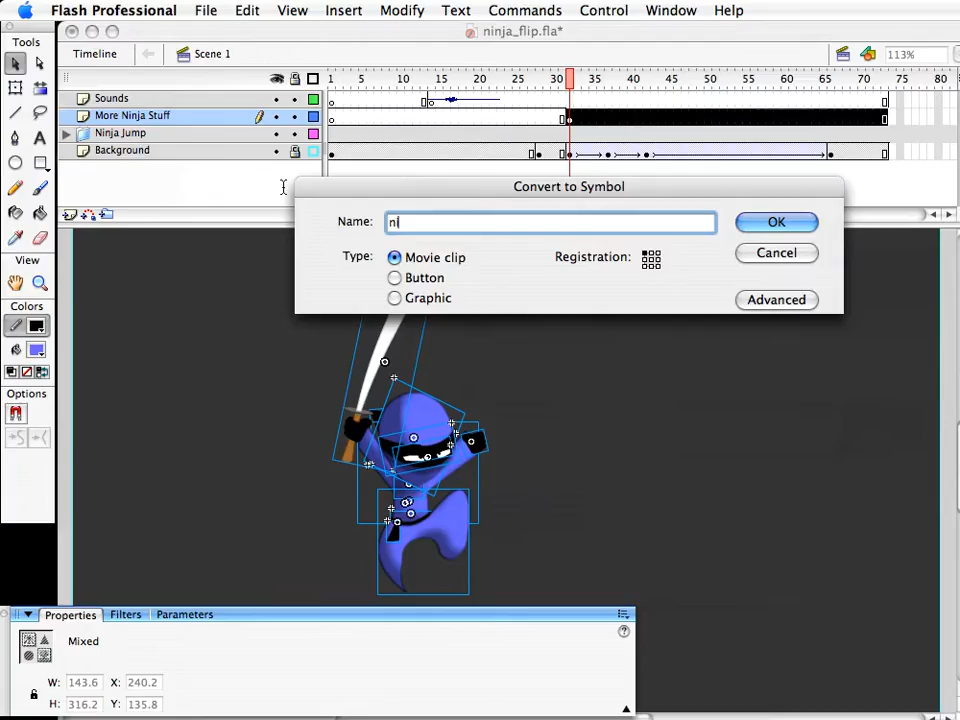 Flash Professional File Edit View Insert Modify Text Commands Control Window Help
ninja_flip.fla*
Tools
Timeline Scene 1 113%
1 5 10 15 20 25 30 35 40 45 50 55 60 65 70 75 80 85
Sounds
More Ninja Stuff
Ninja Jump
Background
Convert to Symbol
Name: ni OK
Type: Movie clip Registration: Cancel
Button
Graphic Advanced
View
Colors
Options
Properties Filters Parameters
Mixed
W: 143.6 X: 240.2
H: 316.2 Y: 135.8